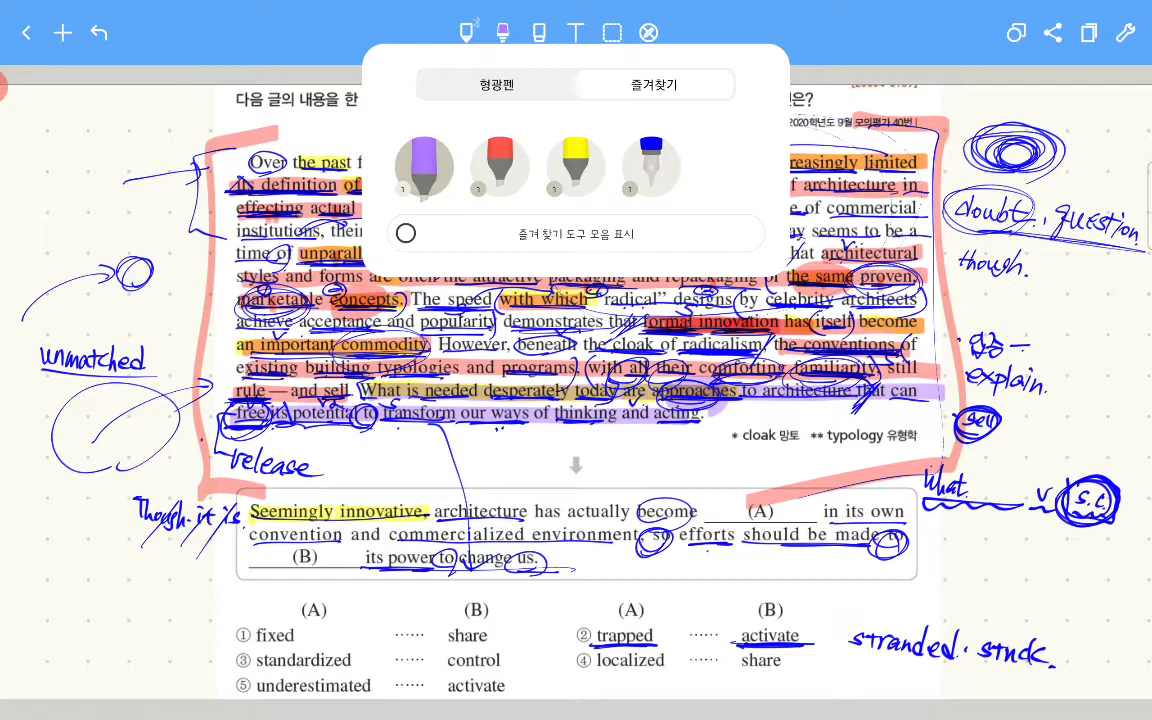 형광펜 즐겨찾기
다음 글의 내용을 한 은?
2020학년도 9월 모의평가 40번
3 3 3 3
즐겨 찾기 도구 모음 표시
Over the past f reasingly limited
its definition of f architecture in
effecting actual e of commercial
institutions, thei ay seems to be a
time of unparall hat architectural
styles and forms are often the attractive packaging and repackaging of the same proven,
marketable concepts. The speed with which "radical" designs by celebrity architects
achieve acceptance and popularity demonstrates that formal innovation has itself become
an important commodity. However, beneath the cloak of radicalism, the conventions of
existing building typologies and programs, with all their comforting familiarity, still
rule and sell. What is needed desperately today are approaches to architecture that can
free its potential to transform our ways of thinking and acting.
* cloak 망토 ** typology 유형학
doubt. question
though.
unmatched
explain.
sell
release
What V S.C
Though it is
Seemingly innovative, architecture has actually become (A) in its own
convention and commercialized environment, so efforts should be made to
(B) its power to change us.
(A) (B) (A) (B)
① fixed ······ share ② trapped ······ activate
③ standardized ······ control ④ localized ······ share
⑤ underestimated ······ activate
stranded. stuck.